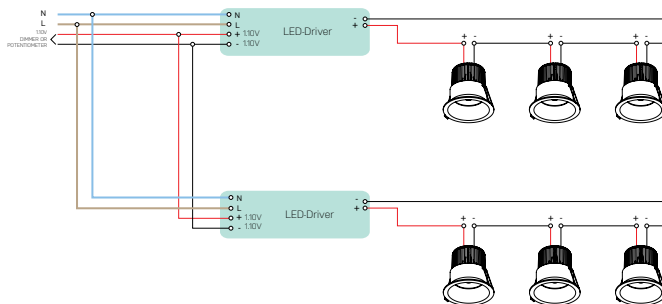 N
L
1.10V
DIMMER OR
POTENTIOMETER
N
L
+ 1.10V
- 1.10V
LED-Driver
-
+
+ -
+ -
+ -
N
L
+ 1.10V
- 1.10V
LED-Driver
-
+
+ -
+ -
+ -